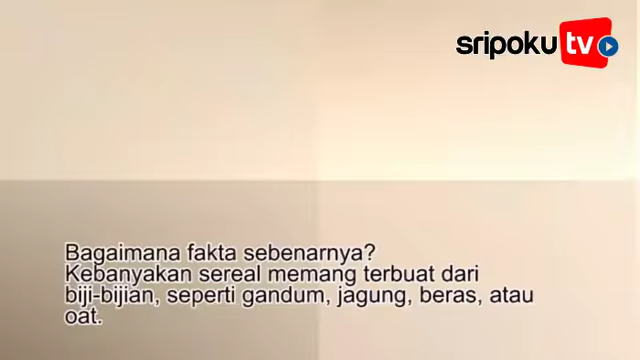 sripoku tv
Bagaimana fakta sebenarnya?
Kebanyakan sereal memang terbuat dari
biji-bijian, seperti gandum, jagung, beras, atau
oat.